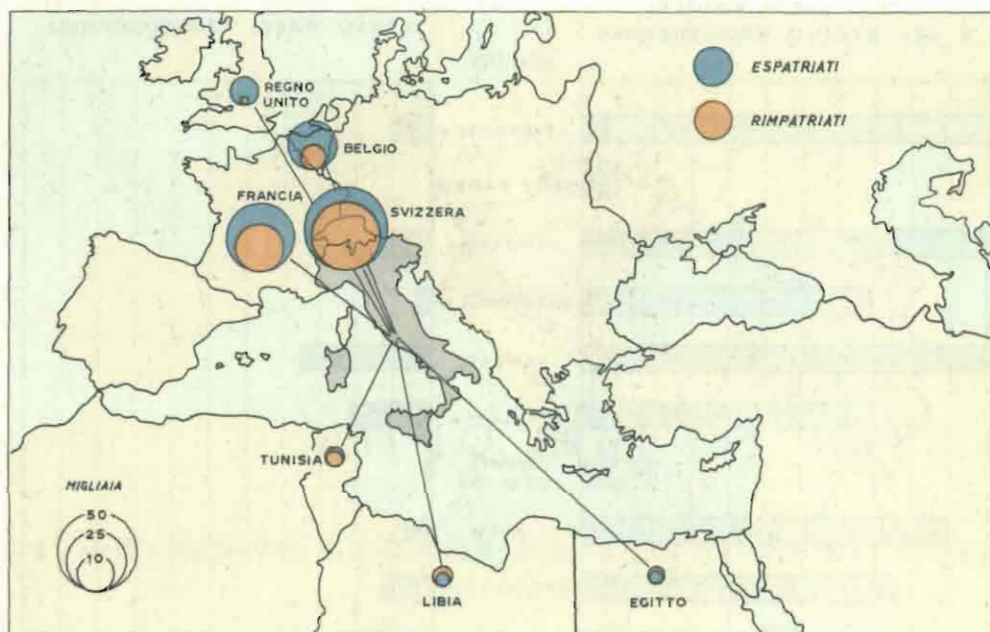 ESPATRIATI
RIMPATRIATI
REGNO
UNITO
BELGIO
FRANCIA
SVIZZERA
TUNISIA
MIGLIAIA
50
25
10
LIBIA
EGITTO